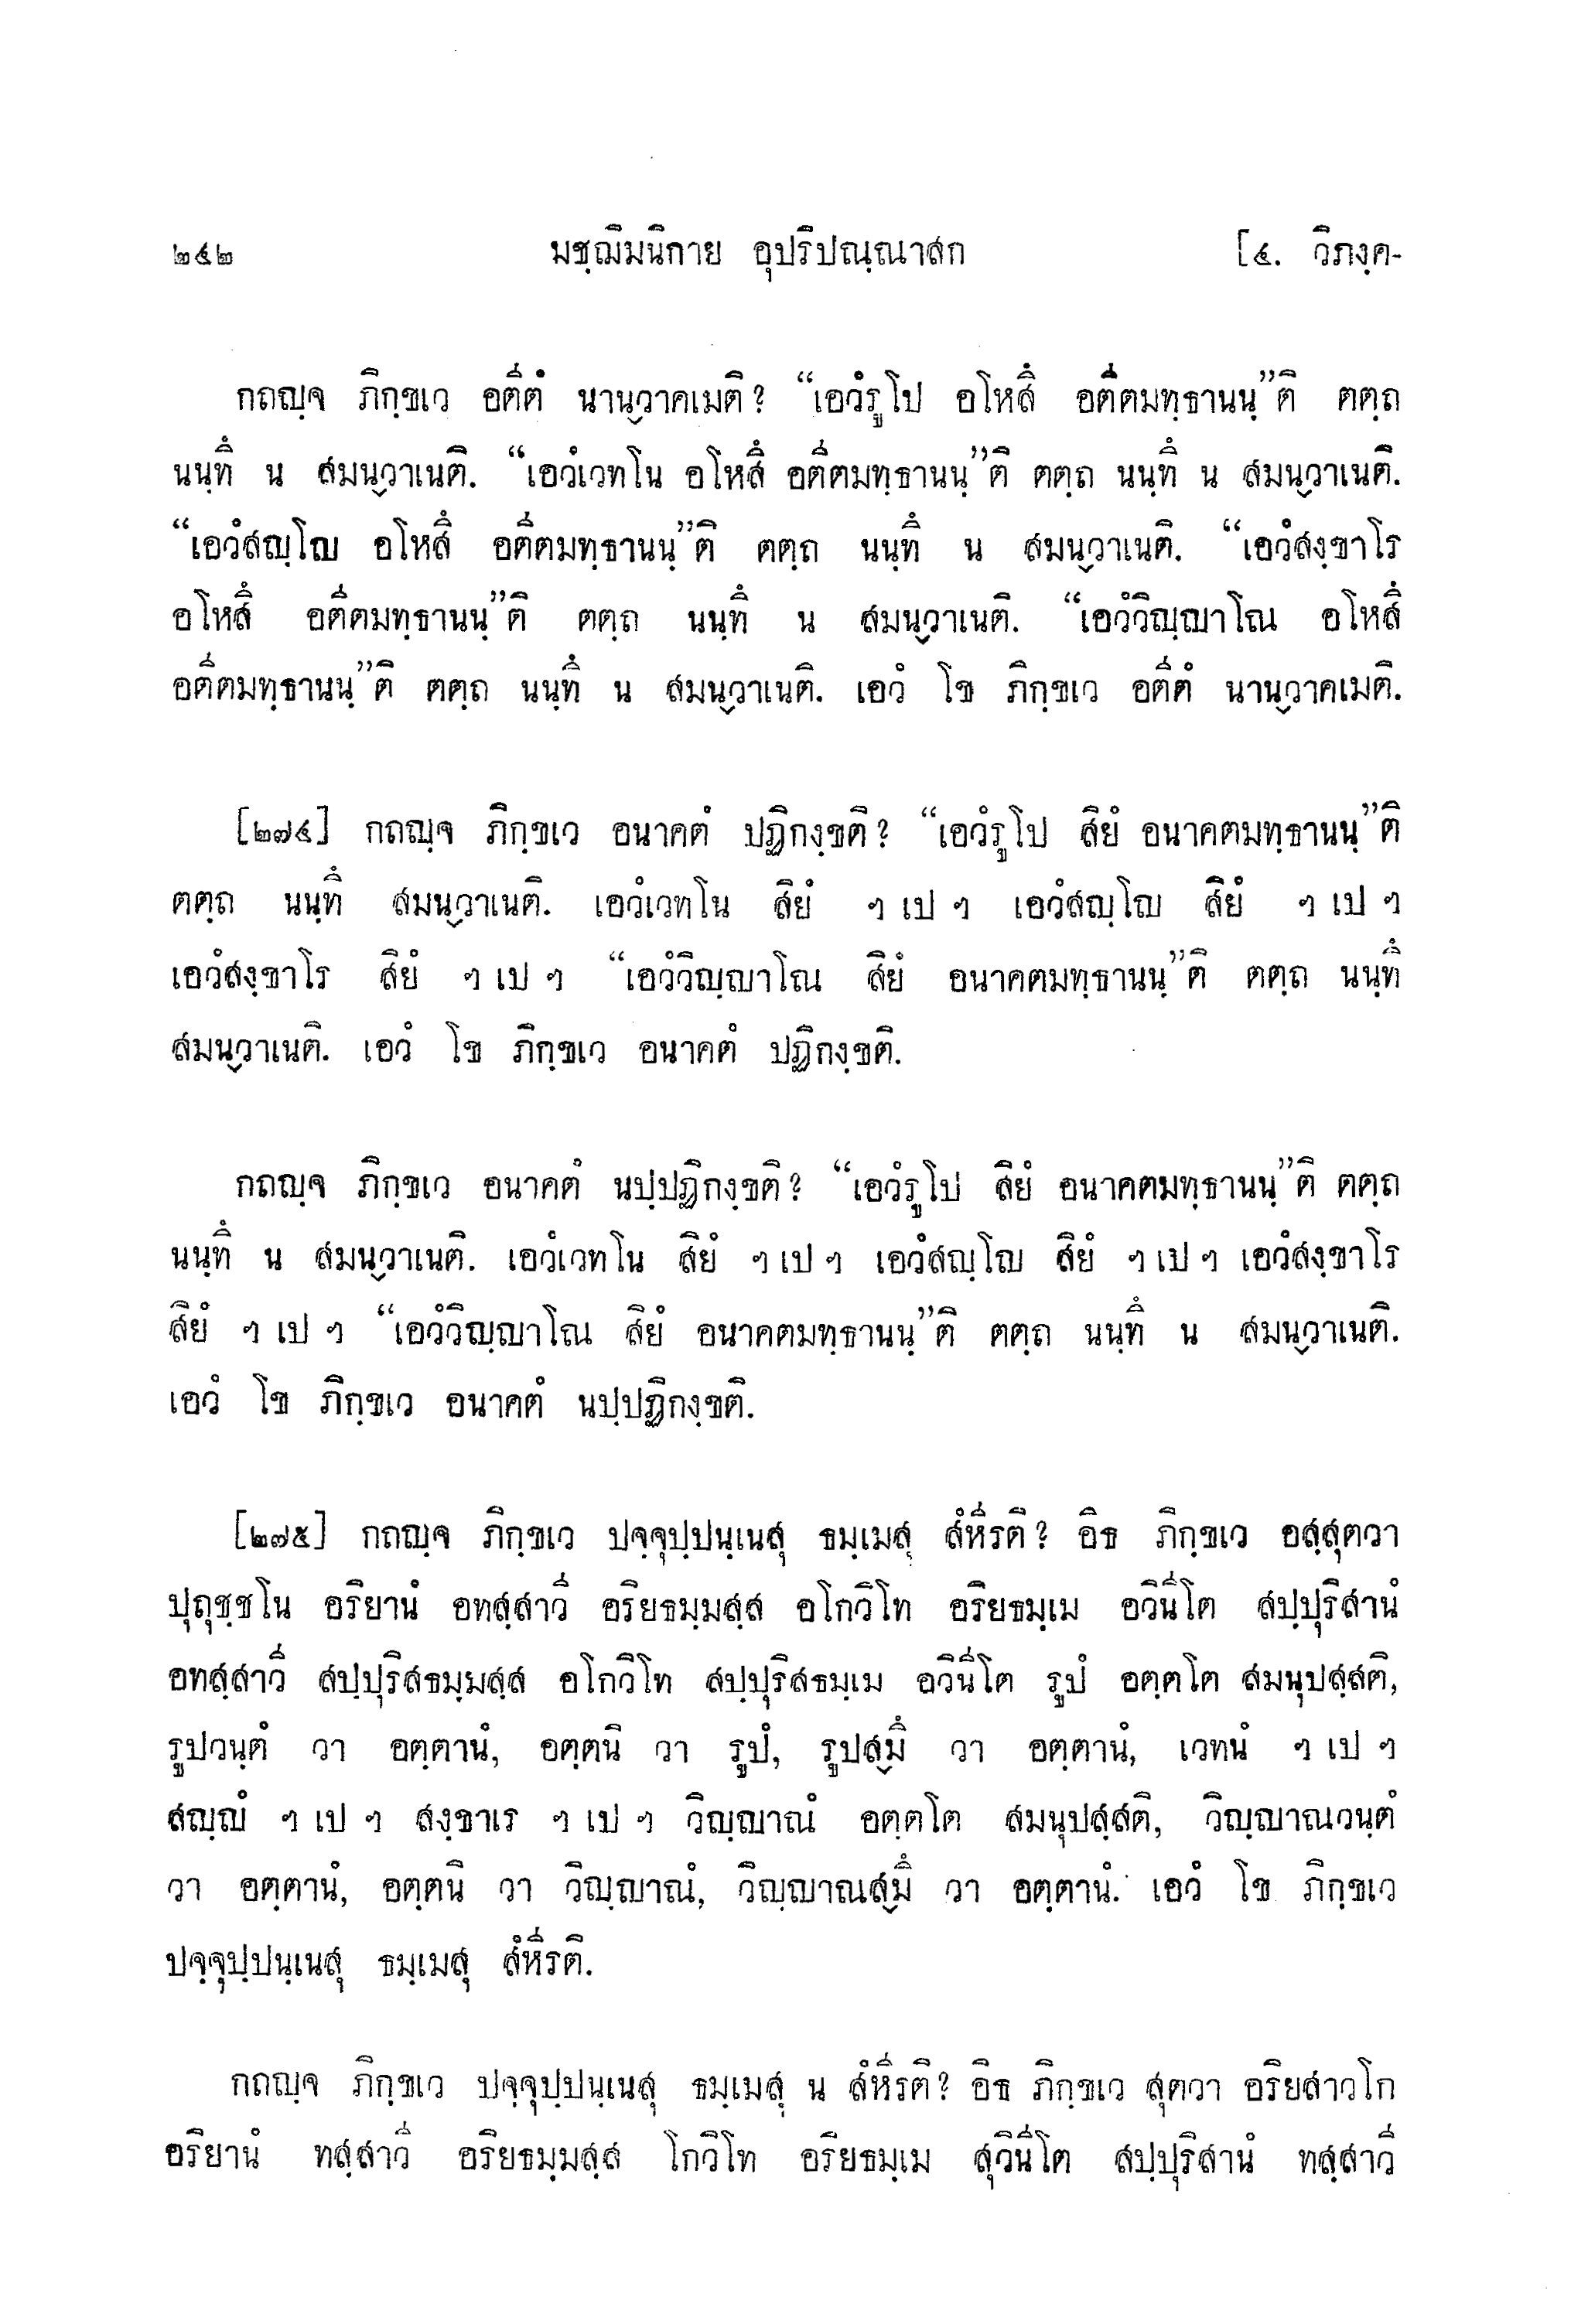 ๒๔๒ มชฺฌิมนิกาย อุปริปณฺณาสก [๔. วิภงฺค-
กถญฺจ ภิกฺขเว อตีตํ นานฺวาคเมติ? “เอวํรูโป อโหสึ อตีตมทฺธานนฺ”ติ ตตฺถ
นนฺทึ น สมนฺวาเนติ. “เอวํเวทโน อโหสึ อตีตมทฺธานนฺ”ติ ตตฺถ นนฺทึ น สมนฺวาเนติ.
“เอวํสญฺโญ อโหสึ อตีตมทฺธานนฺ”ติ ตตฺถ นนฺทึ น สมนฺวาเนติ. “เอวํสงฺขาโร
อโหสึ อตีตมทฺธานนฺ”ติ ตตฺถ นนฺทึ น สมนฺวาเนติ. “เอวํวิญฺญาโณ อโหสึ
อตีตมทฺธานนฺ”ติ ตตฺถ นนฺทึ น สมนฺวาเนติ. เอวํ โข ภิกฺขเว อตีตํ นานฺวาคเมติ.
[๒๗๔] กถญฺจ ภิกฺขเว อนาคตํ ปฏิกงฺขติ? “เอวํรูโป สิยํ อนาคตมทฺธานนฺ”ติ
ตตฺถ นนฺทึ สมนฺวาเนติ. เอวํเวทโน สิยํ ฯ เป ฯ เอวํสญฺโญ สิยํ ฯ เป ฯ
เอวํสงฺขาโร สิยํ ฯ เป ฯ “เอวํวิญฺญาโณ สิยํ อนาคตมทฺธานนฺ”ติ ตตฺถ นนฺทึ
สมนฺวาเนติ. เอวํ โข ภิกฺขเว อนาคตํ ปฏิกงฺขติ.
กถญฺจ ภิกฺขเว อนาคตํ นปฺปฏิกงฺขติ? “เอวํรูโป สิยํ อนาคตมทฺธานนฺ”ติ ตตฺถ
นนฺทึ น สมนฺวาเนติ. เอวํเวทโน สิยํ ฯ เป ฯ เอวํสญฺโญ สิยํ ฯ เป ฯ เอวํสงฺขาโร
สิยํ ฯ เป ฯ “เอวํวิญฺญาโณ สิยํ อนาคตมทฺธานนฺ”ติ ตตฺถ นนฺทึ น สมนฺวาเนติ.
เอวํ โข ภิกฺขเว อนาคตํ นปฺปฏิกงฺขติ.
[๒๗๕] กถญฺจ ภิกฺขเว ปจฺจุปฺปนฺเนสุ ธมฺเมสุ สํหีรติ? อิธ ภิกฺขเว อสฺสุตวา
ปุถุชฺชโน อริยานํ อทสฺสาวี อริยธมฺมสฺส อโกวิโท อริยธมฺเม อวินีโต สปฺปุริสานํ
อทสฺสาวี สปฺปุริสธมฺมสฺส อโกวิโท สปฺปุริสธมฺเม อวินีโต รูปํ อตฺตโต สมนุปสฺสติ,
รูปวนฺตํ วา อตฺตานํ, อตฺตนิ วา รูปํ, รูปสฺมึ วา อตฺตานํ, เวทนํ ฯ เป ฯ
สญฺญํ ฯ เป ฯ สงฺขาเร ฯ เป ฯ วิญฺญาณํ อตฺตโต สมนุปสฺสติ, วิญฺญาณวนฺตํ
วา อตฺตานํ, อตฺตนิ วา วิญฺญาณํ, วิญฺญาณสฺมึ วา อตฺตานํ. เอวํ โข ภิกฺขเว
ปจฺจุปฺปนฺเนสุ ธมฺเมสุ สํหีรติ.
กถญฺจ ภิกฺขเว ปจฺจุปฺปนฺเนสุ ธมฺเมสุ น สํหีรติ? อิธ ภิกฺขเว สุตวา อริยสาวโก
อริยานํ ทสฺสาวี อริยธมฺมสฺส โกวิโท อริยธมฺเม สุวินีโต สปฺปุริสานํ ทสฺสาวี